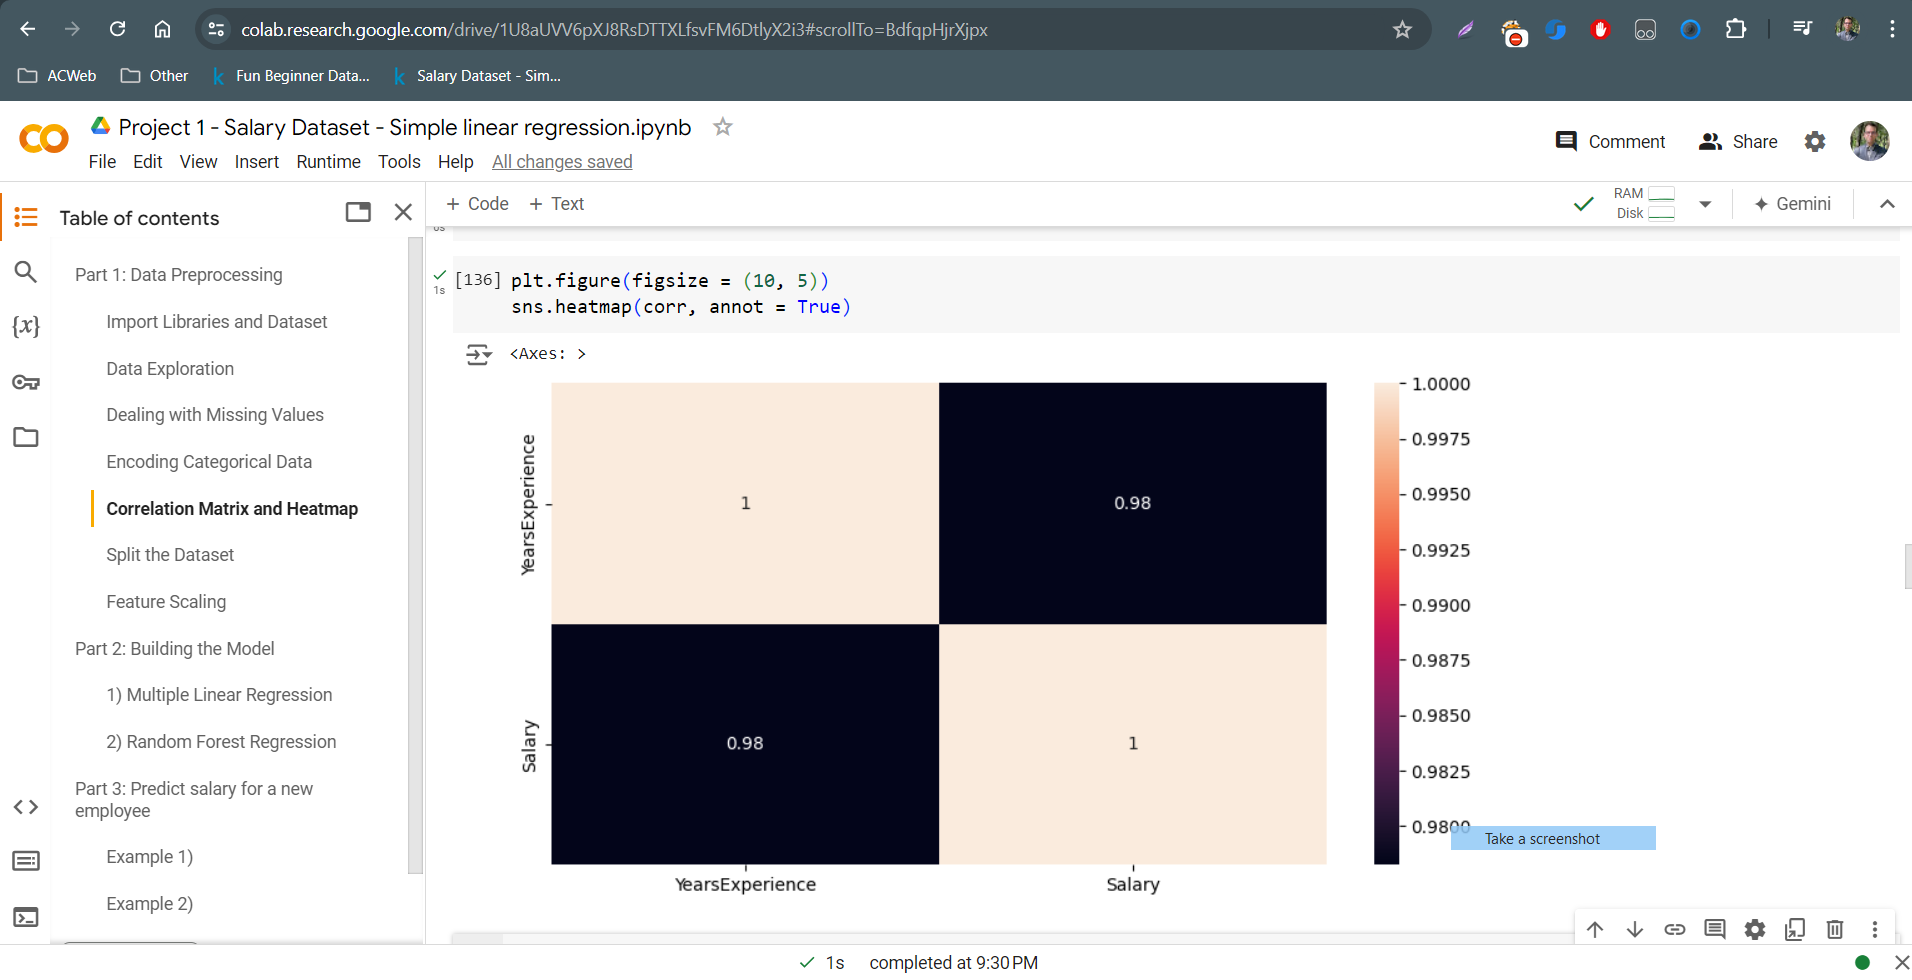 colab.research.google.com/drive/1U8aUVV6pXJ8RsDTTXLfsvFM6DtlyX2i3#scrollTo=BdfqpHjrXjpx
ACWeb
Other
Fun Beginner Data...
Salary Dataset - Sim...
Project 1 - Salary Dataset - Simple linear regression.ipynb
File Edit View Insert Runtime Tools Help All changes saved
Comment
Share
Table of contents
Part 1: Data Preprocessing
Import Libraries and Dataset
Data Exploration
Dealing with Missing Values
Encoding Categorical Data
Correlation Matrix and Heatmap
Split the Dataset
Feature Scaling
Part 2: Building the Model
1) Multiple Linear Regression
2) Random Forest Regression
Part 3: Predict salary for a new
employee
Example 1)
Example 2)
+ Code + Text
RAM
Disk
Gemini
0s
1s
[136] plt.figure(figsize = (10, 5))
sns.heatmap(corr, annot = True)
<Axes: >
YearsExperience
Salary
1
0.98
0.98
1
YearsExperience
Salary
1.0000
0.9975
0.9950
0.9925
0.9900
0.9875
0.9850
0.9825
0.9800
Take a screenshot
1s completed at 9:30 PM